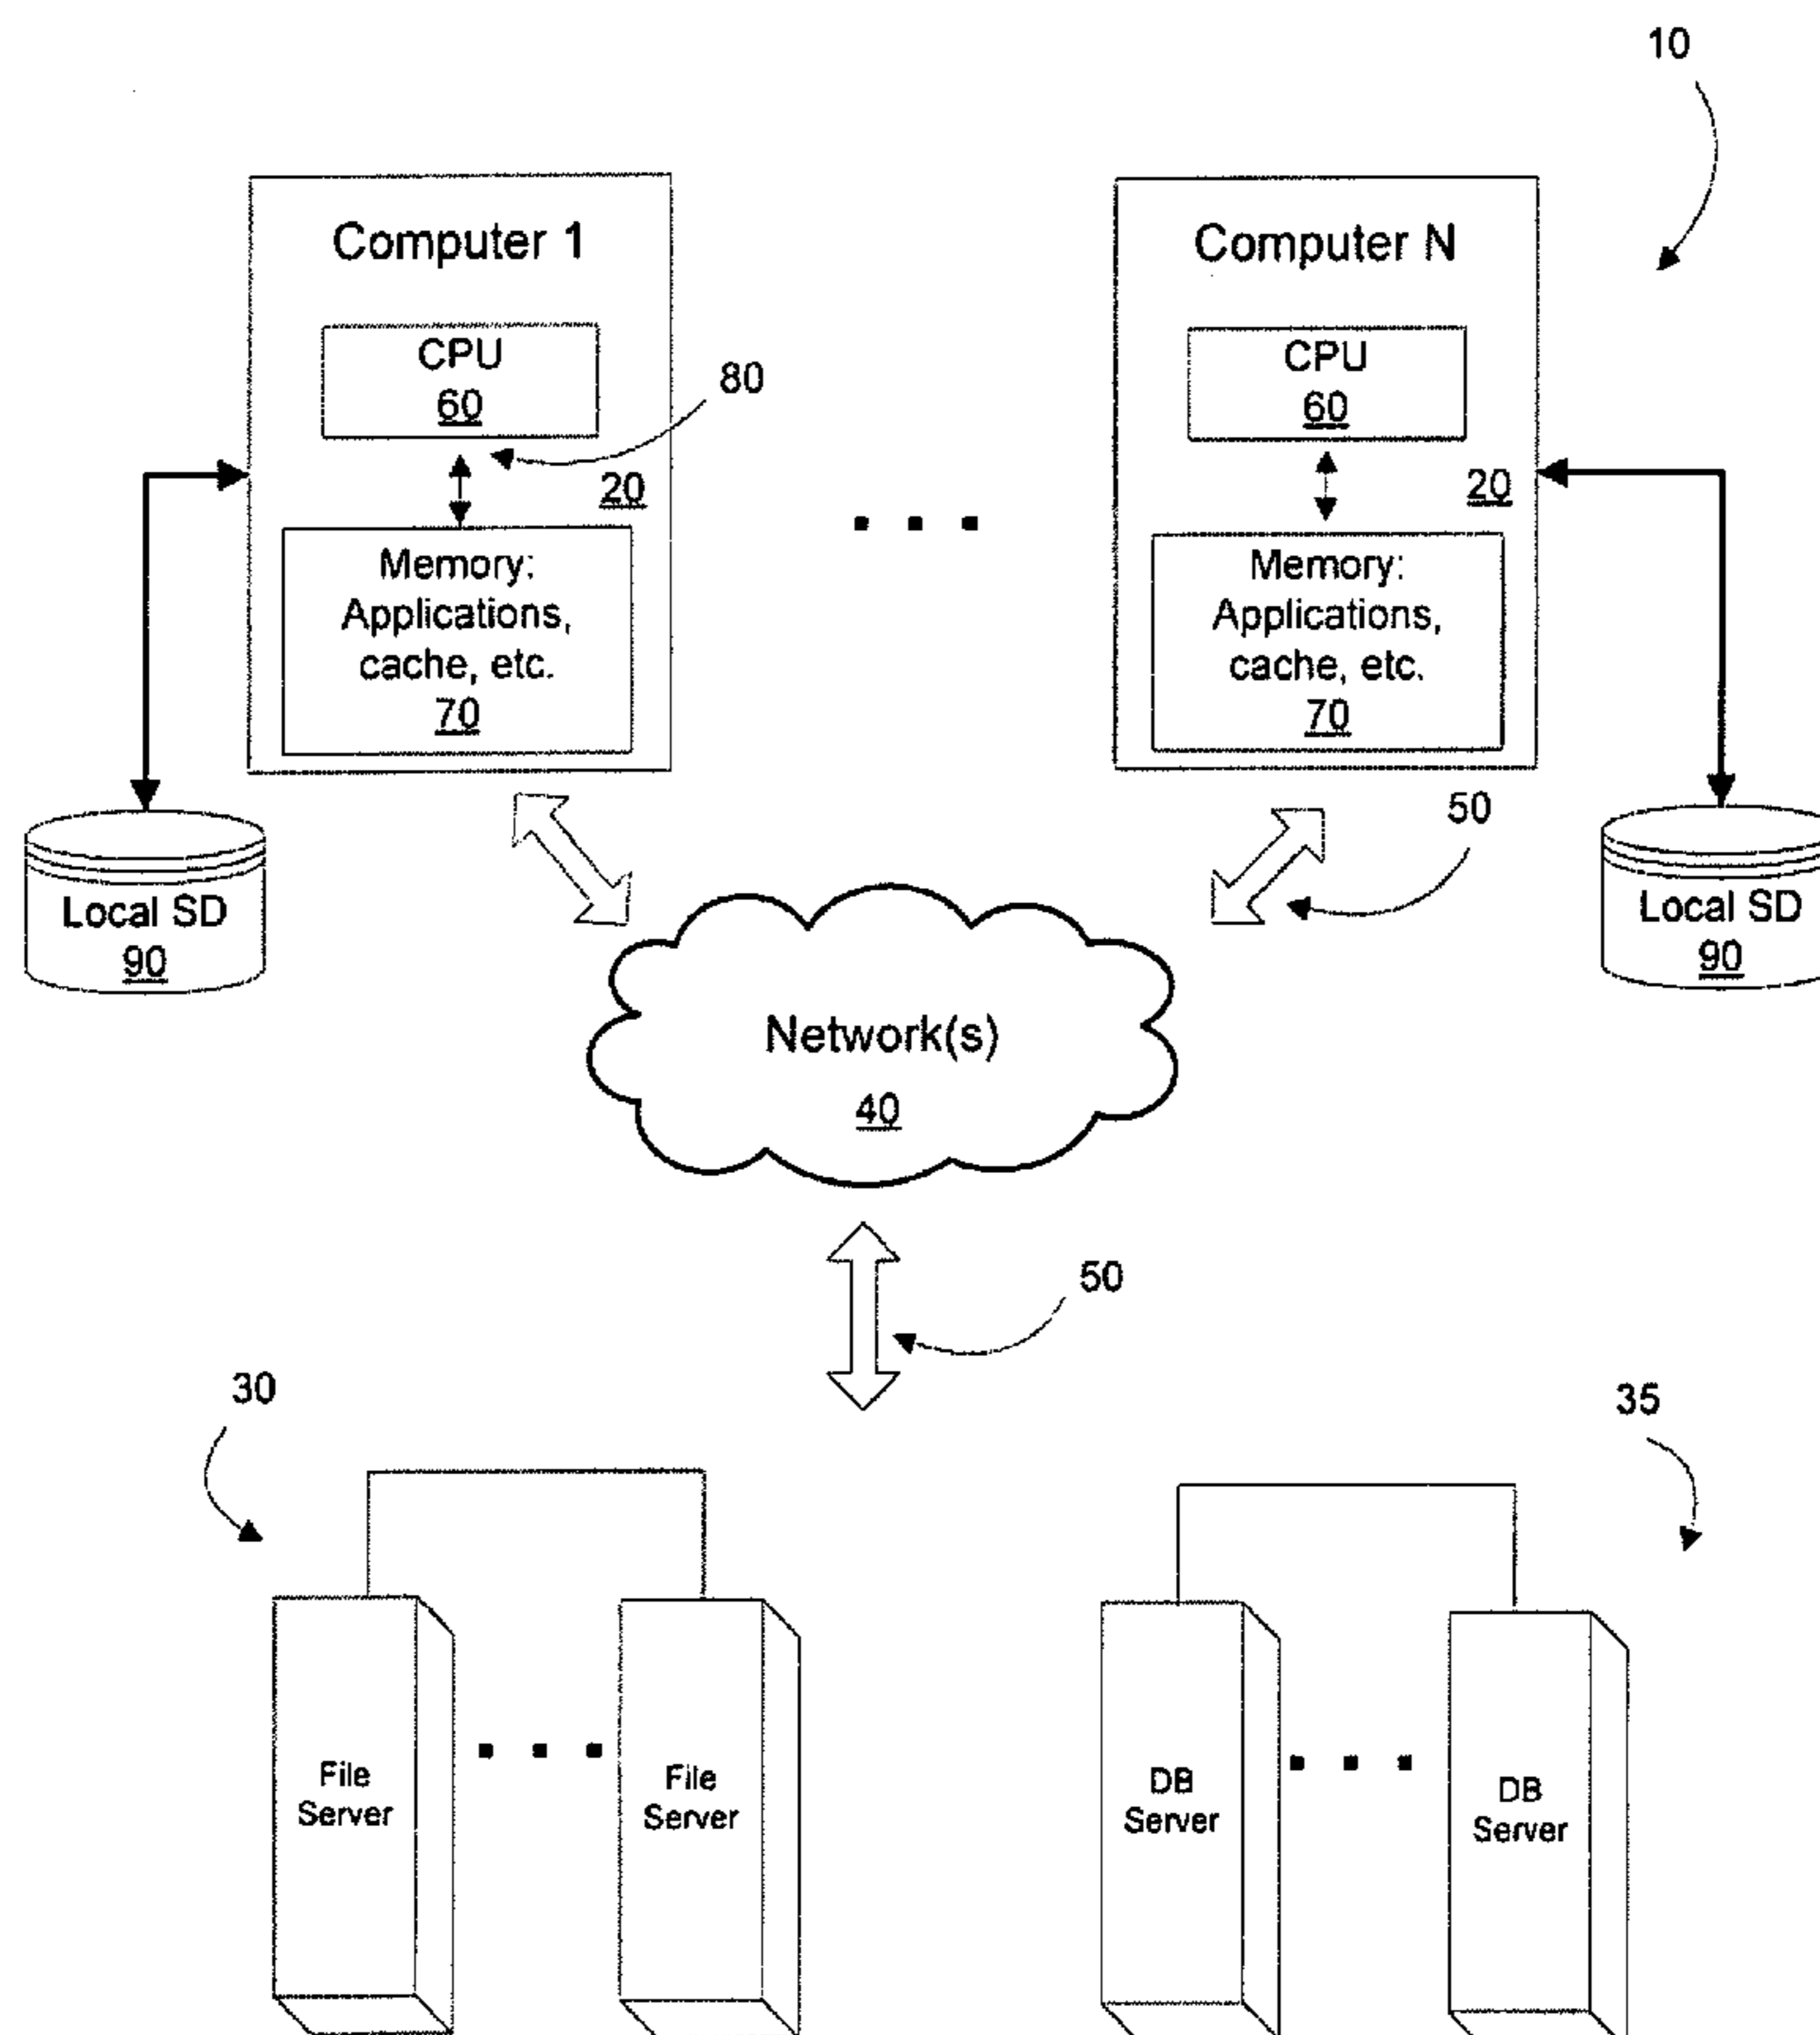 10
Computer 1
CPU
60
80
20
Memory:
Applications,
cache, etc.
70
Computer N
CPU
60
20
Memory:
Applications,
cache, etc.
70
50
Local SD
90
Local SD
90
Network(s)
40
50
30
35
File
Server
File
Server
DB
Server
DB
Server